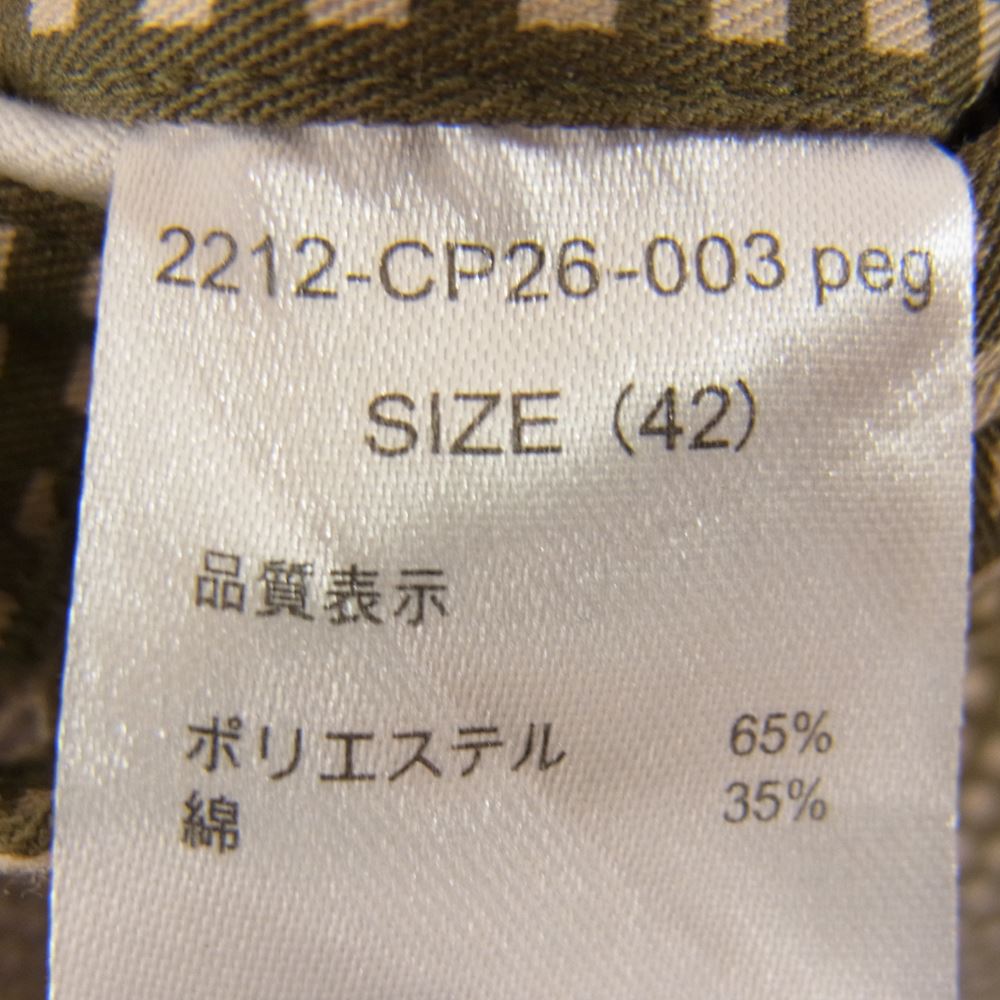 2212-CP26-003 peg
SIZE (42)
品質表示
ポリエステル 65%
綿 35%